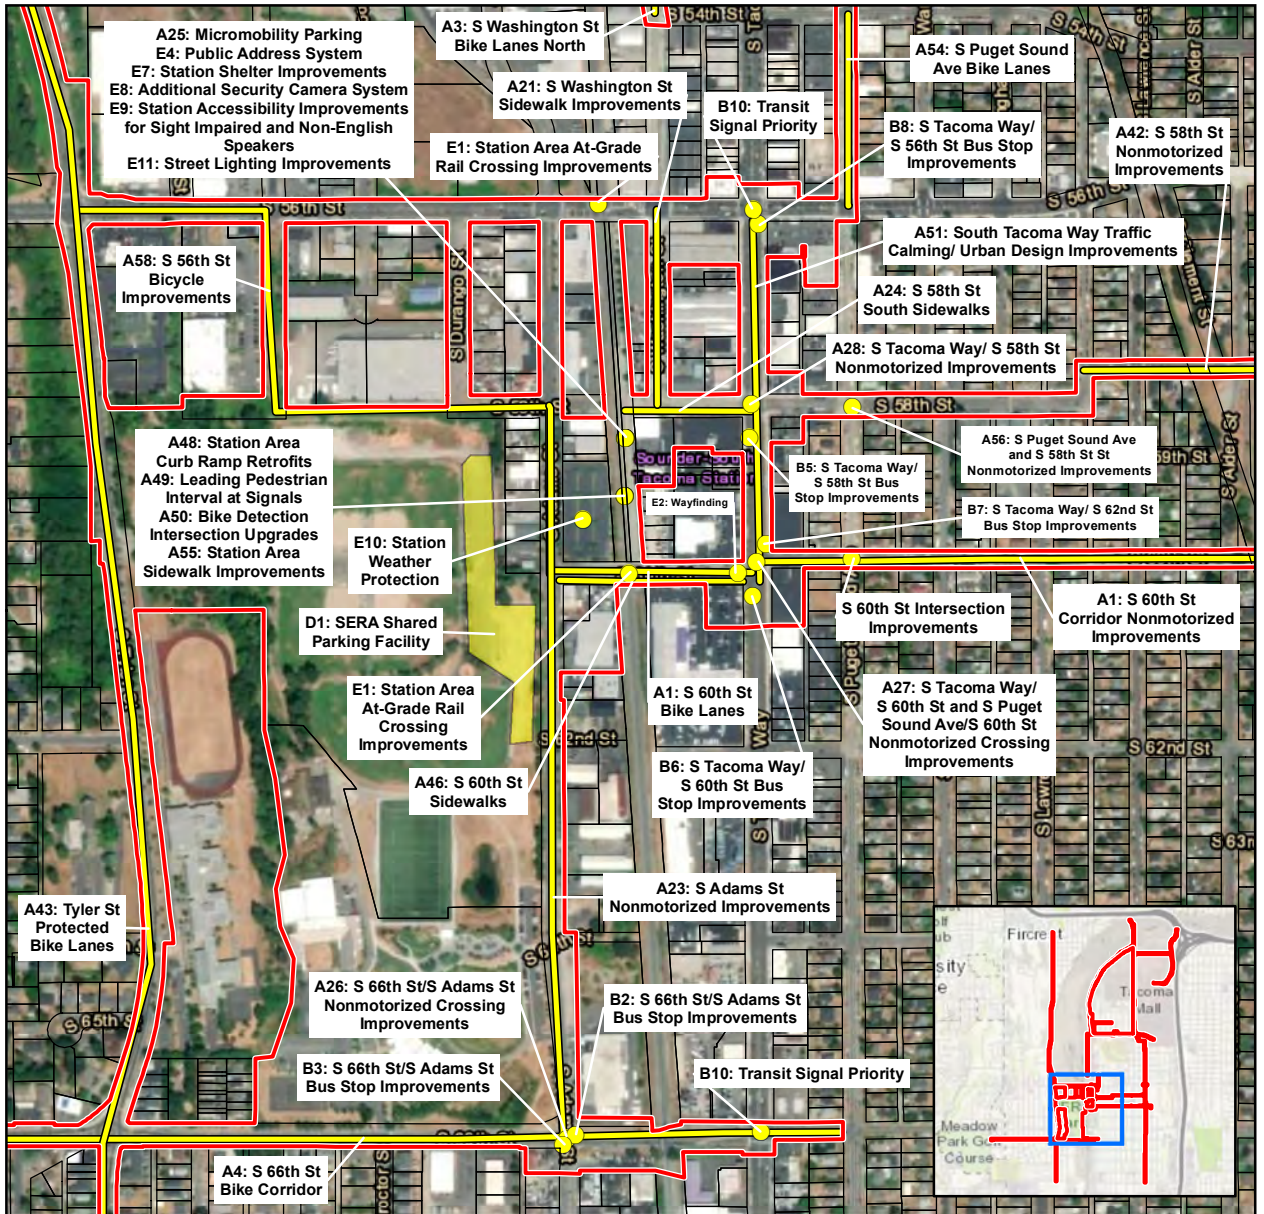 A25: Micromobility Parking
E4: Public Address System
E7: Station Shelter Improvements
E8: Additional Security Camera System
E9: Station Accessibility Improvements
for Sight Impaired and Non-English
Speakers
E11: Street Lighting Improvements
A3: S Washington St
Bike Lanes North
S 54th St
S 54th St
S Alder St
A54: S Puget Sound
Ave Bike Lanes
A21: S Washington St
Sidewalk Improvements
B10: Transit
Signal Priority
B8: S Tacoma Way/
S 56th St Bus Stop
Improvements
A42: S 58th St
Nonmotorized
Improvements
E1: Station Area At-Grade
Rail Crossing Improvements
S 56th St
S 56th St
A51: South Tacoma Way Traffic
Calming/ Urban Design Improvements
A58: S 56th St
Bicycle
Improvements
S Durango St
A24: S 58th St
South Sidewalks
A28: S Tacoma Way/ S 58th St
Nonmotorized Improvements
S 58th St
A48: Station Area
Curb Ramp Retrofits
A49: Leading Pedestrian
Interval at Signals
A50: Bike Detection
Intersection Upgrades
A55: Station Area
Sidewalk Improvements
Sounder-South
Tacoma Station
A56: S Puget Sound Ave
and S 58th St St
Nonmotorized Improvements
59th St
S Alder St
B5: S Tacoma Way/
S 58th St Bus
Stop Improvements
E2: Wayfinding
B7: S Tacoma Way/ S 62nd St
Bus Stop Improvements
E10: Station
Weather
Protection
D1: SERA Shared
Parking Facility
S 60th St Intersection
Improvements
A1: S 60th St
Corridor Nonmotorized
Improvements
E1: Station Area
At-Grade Rail
Crossing
Improvements
A1: S 60th St
Bike Lanes
S Puget
A27: S Tacoma Way/
S 60th St and S Puget
Sound Ave/S 60th St
Nonmotorized Crossing
Improvements
Way
S 62nd St
S 62nd St
A46: S 60th St
Sidewalks
B6: S Tacoma Way/
S 60th St Bus
Stop Improvements
A23: S Adams St
Nonmotorized Improvements
A43: Tyler St
Protected
Bike Lanes
Fircrest
Tacoma
Mall
A26: S 66th St/S Adams St
Nonmotorized Crossing
Improvements
B2: S 66th St/S Adams St
Bus Stop Improvements
S 65th St
B3: S 66th St/S Adams St
Bus Stop Improvements
B10: Transit Signal Priority
Meadow
Park Golf
Course
A4: S 66th St
Bike Corridor